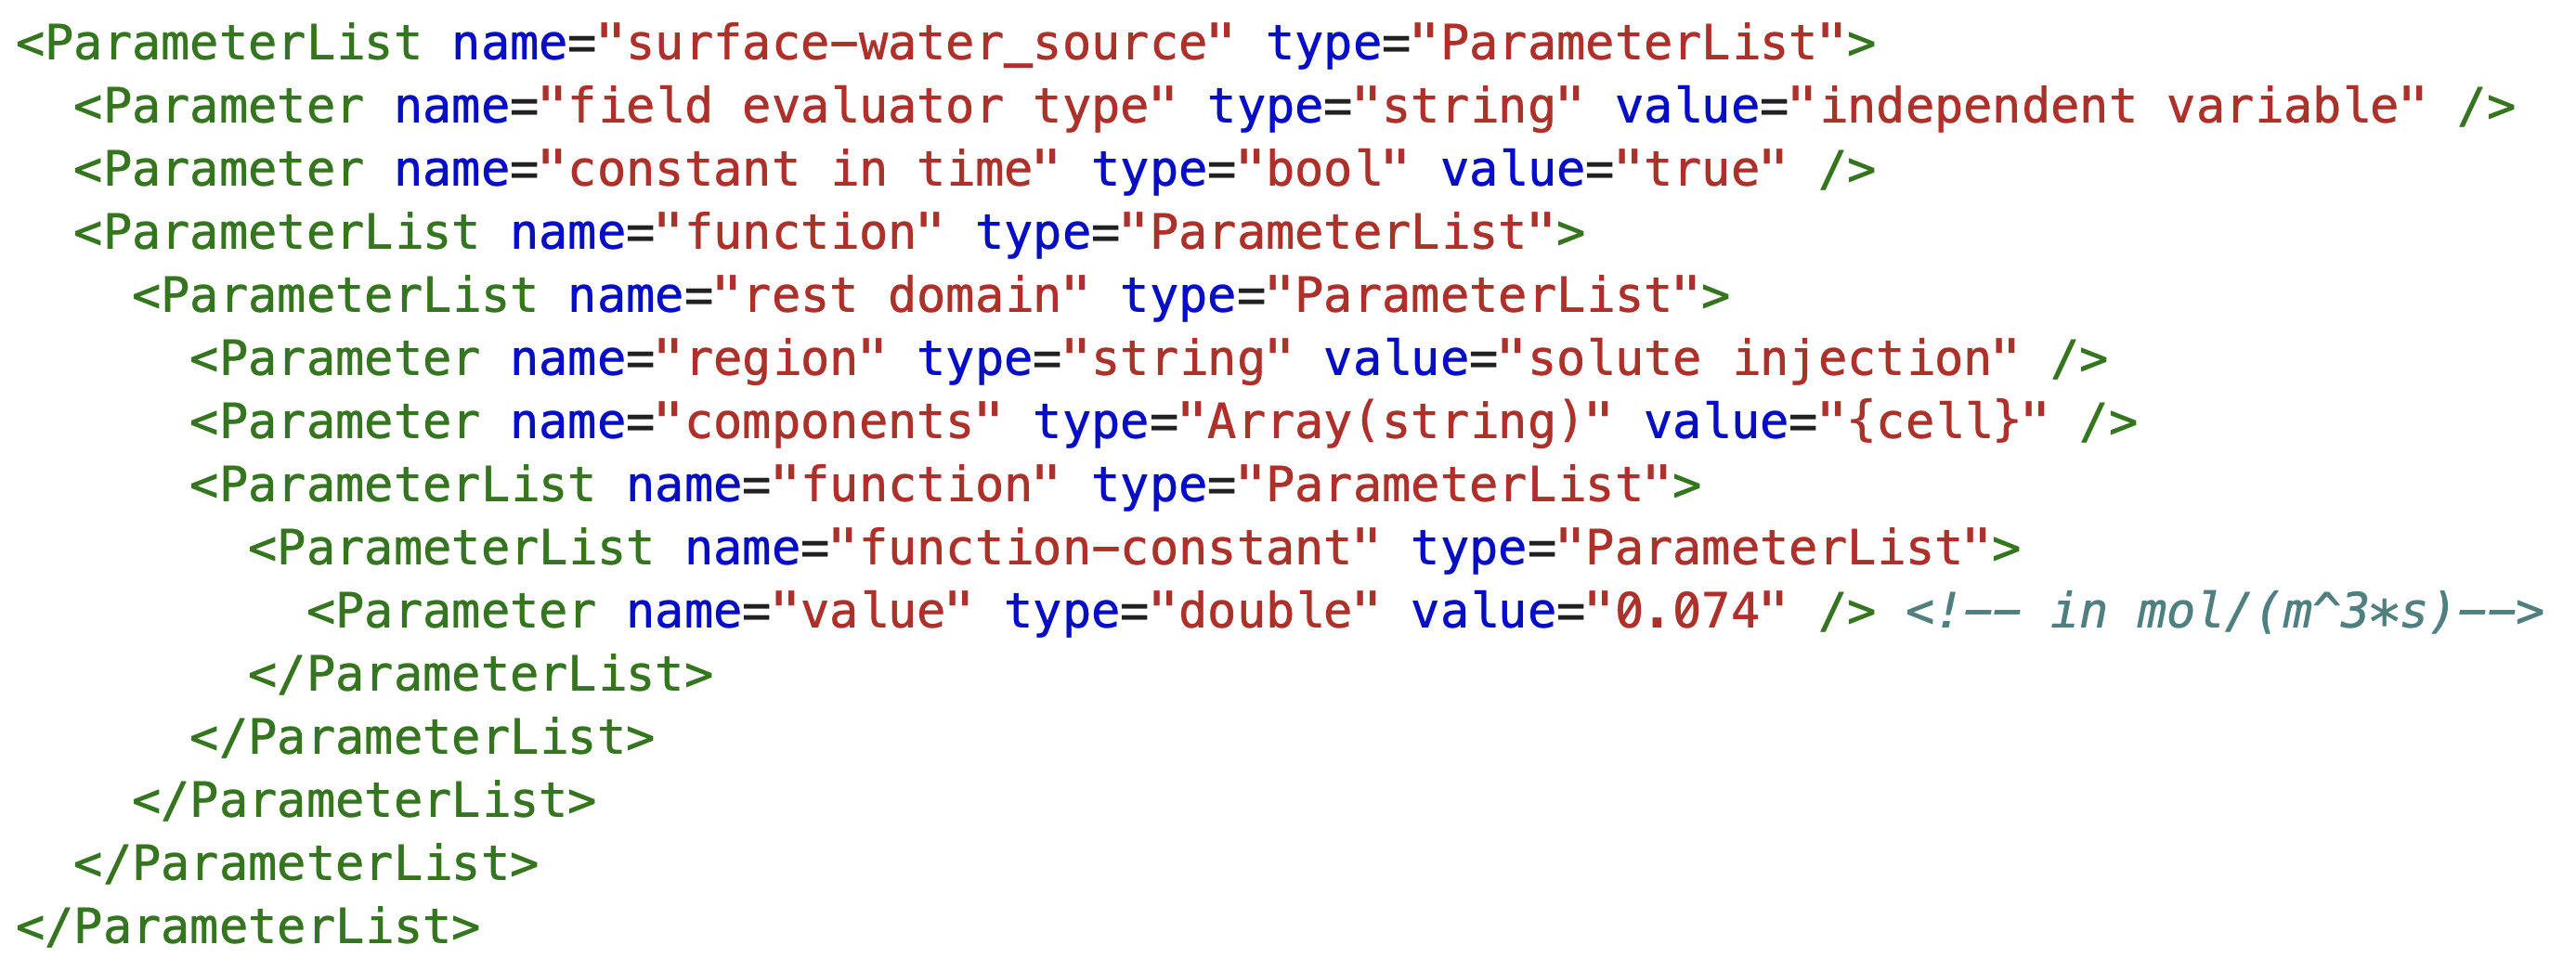 <ParameterList name="surface-water_source" type="ParameterList">
  <Parameter name="field evaluator type" type="string" value="independent variable" />
  <Parameter name="constant in time" type="bool" value="true" />
  <ParameterList name="function" type="ParameterList">
    <ParameterList name="rest domain" type="ParameterList">
      <Parameter name="region" type="string" value="solute injection" />
      <Parameter name="components" type="Array(string)" value="{cell}" />
      <ParameterList name="function" type="ParameterList">
        <ParameterList name="function-constant" type="ParameterList">
          <Parameter name="value" type="double" value="0.074" /> <!-- in mol/(m^3*s)-->
        </ParameterList>
      </ParameterList>
    </ParameterList>
  </ParameterList>
</ParameterList>